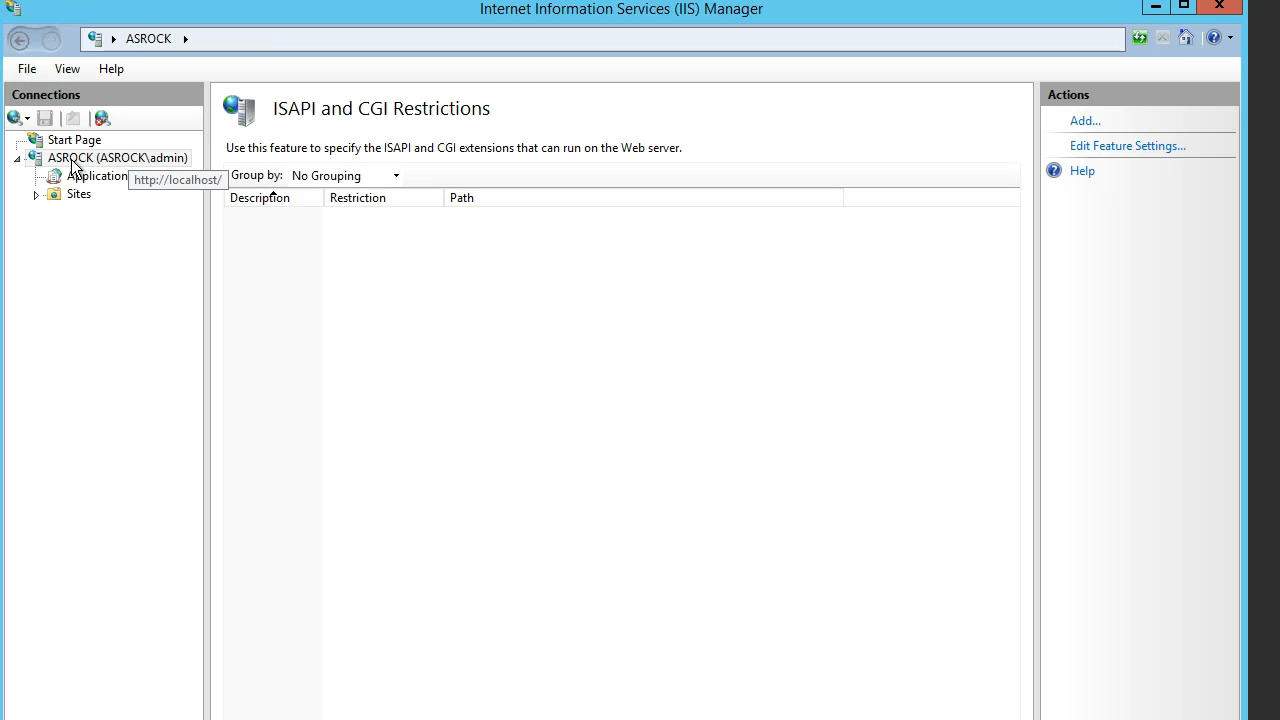 Internet Information Services (IIS) Manager
ASROCK
File View Help
Connections
Start Page
ASROCK (ASROCK\admin)
Application
http://localhost/
Sites
ISAPI and CGI Restrictions
Use this feature to specify the ISAPI and CGI extensions that can run on the Web server.
Group by: No Grouping
Description Restriction Path
Actions
Add...
Edit Feature Settings...
Help